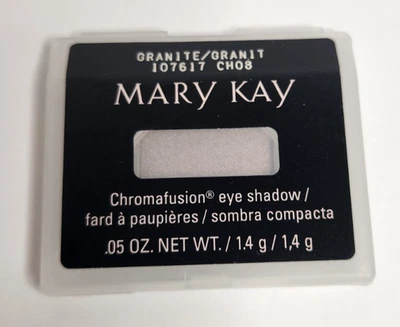 GRANITE/GRANIT
107617 CH08
MARY KAY
Chromafusion® eye shadow /
fard à paupières / sombra compacta
.05 OZ. NET WT. / 1.4 g / 1,4 g